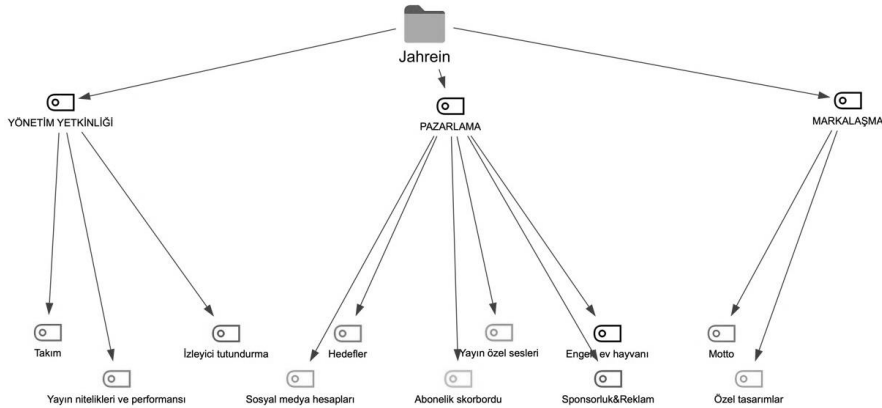 Jahrein
YÖNETİM YETKİNLİĞİ
PAZARLAMA
MARKALAŞMA
Takım
İzleyici tutundurma
Hedefler
Yayın özel sesleri
Engelli ev hayvanı
Motto
Yayın nitelikleri ve performansı
Sosyal medya hesapları
Abonelik skorbordu
Sponsorluk&Reklam
Özel tasarımlar